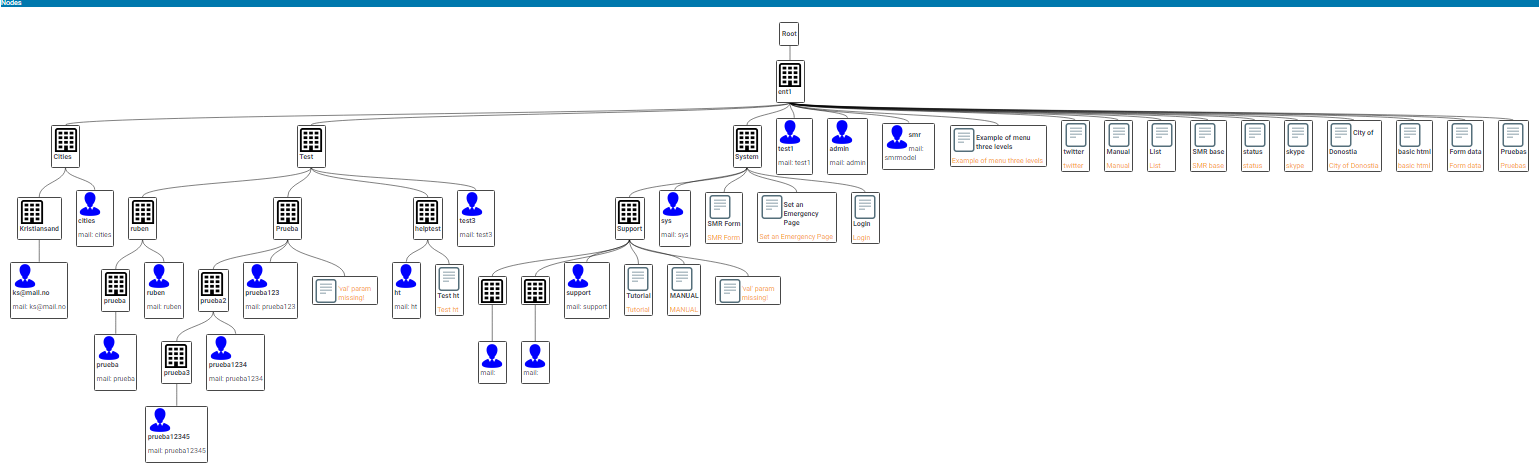 Nodes
Root
ent1
Cities
Test
System
test1
mail: test1
admin
mail: admin
smr
mail:
smrmodel
Example of menu
three levels
Example of menu three levels
twitter
twitter
Manual
Manual
List
List
SMR base
SMR base
status
status
skype
skype
City of
Donostia
City of Donostia
basic html
basic html
Form data
Form data
Pruebas
Pruebas
Kristiansand
cities
mail: cities
ruben
Prueba
helptest
test3
mail: test3
Support
sys
mail: sys
SMR Form
SMR Form
Set an
Emergency
Page
Set an Emergency Page
Login
Login
ks@mail.no
mail: ks@mail.no
prueba
ruben
mail: ruben
prueba2
prueba123
mail: prueba123
'val' param
missing!
ht
mail: ht
Test ht
Test ht
support
mail: support
Tutorial
Tutorial
MANUAL
MANUAL
'val' param
missing!
prueba
mail: prueba
prueba3
prueba1234
mail: prueba1234
mail:
mail:
prueba12345
mail: prueba12345